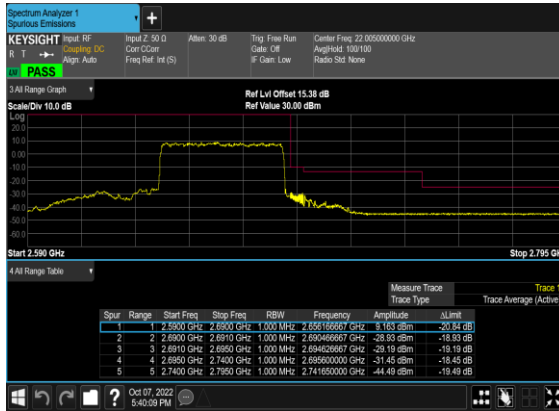 Spectrum Analyzer 1
Spurious Emissions
+
KEYSIGHT Input: RF Input Z: 50 Ω Atten: 30 dB Trig: Free Run Center Freq: 22.005000000 GHz
R T Coupling: DC Corr CCorr Gate: Off Avg|Hold: 100/100
Align: Auto Freq Ref: Int (S) IF Gain: Low Radio Std: None
PASS
3 All Range Graph
Ref Lvl Offset 15.38 dB
Scale/Div 10.0 dB Ref Value 30.00 dBm
Log
20.0
10.0
0.00
-10.0
-20.0
-30.0
-40.0
-50.0
-60.0
Start 2.590 GHz Stop 2.795 GH
4 All Range Table
Measure Trace Trace 1
Trace Type Trace Average (Active
Spur Range Start Freq Stop Freq RBW Frequency Amplitude ΔLimit
1 1 2.5900 GHz 2.6900 GHz 1.000 MHz 2.656166667 GHz 9.163 dBm -20.84 dB
2 2 2.6900 GHz 2.6910 GHz 1.000 MHz 2.690466667 GHz -28.93 dBm -18.93 dB
3 3 2.6910 GHz 2.6950 GHz 1.000 MHz 2.694626667 GHz -29.19 dBm -19.19 dB
4 4 2.6950 GHz 2.7400 GHz 1.000 MHz 2.695600000 GHz -31.45 dBm -18.45 dB
5 5 2.7400 GHz 2.7950 GHz 1.000 MHz 2.741650000 GHz -44.49 dBm -19.49 dB
? Oct 07, 2022
5:40:09 PM